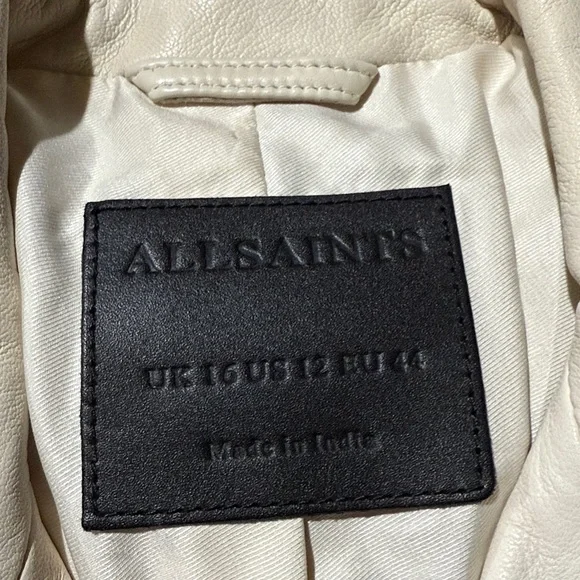 ALLSAINTS
UK 16 US 12 EU 44
Made in India